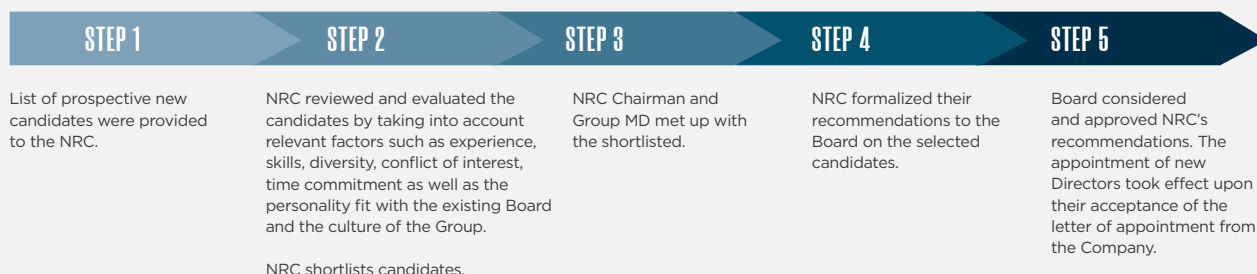 STEP 1
STEP 2
STEP 3
STEP 4
STEP 5
List of prospective new
candidates were provided
to the NRC.
NRC reviewed and evaluated the
candidates by taking into account
relevant factors such as experience,
skills, diversity, conflict of interest,
time commitment as well as the
personality fit with the existing Board
and the culture of the Group.
NRC shortlists candidates.
NRC Chairman and
Group MD met up with
the shortlisted.
NRC formalized their
recommendations to the
Board on the selected
candidates.
Board considered
and approved NRC's
recommendations. The
appointment of new
Directors took effect upon
their acceptance of the
letter of appointment from
the Company.